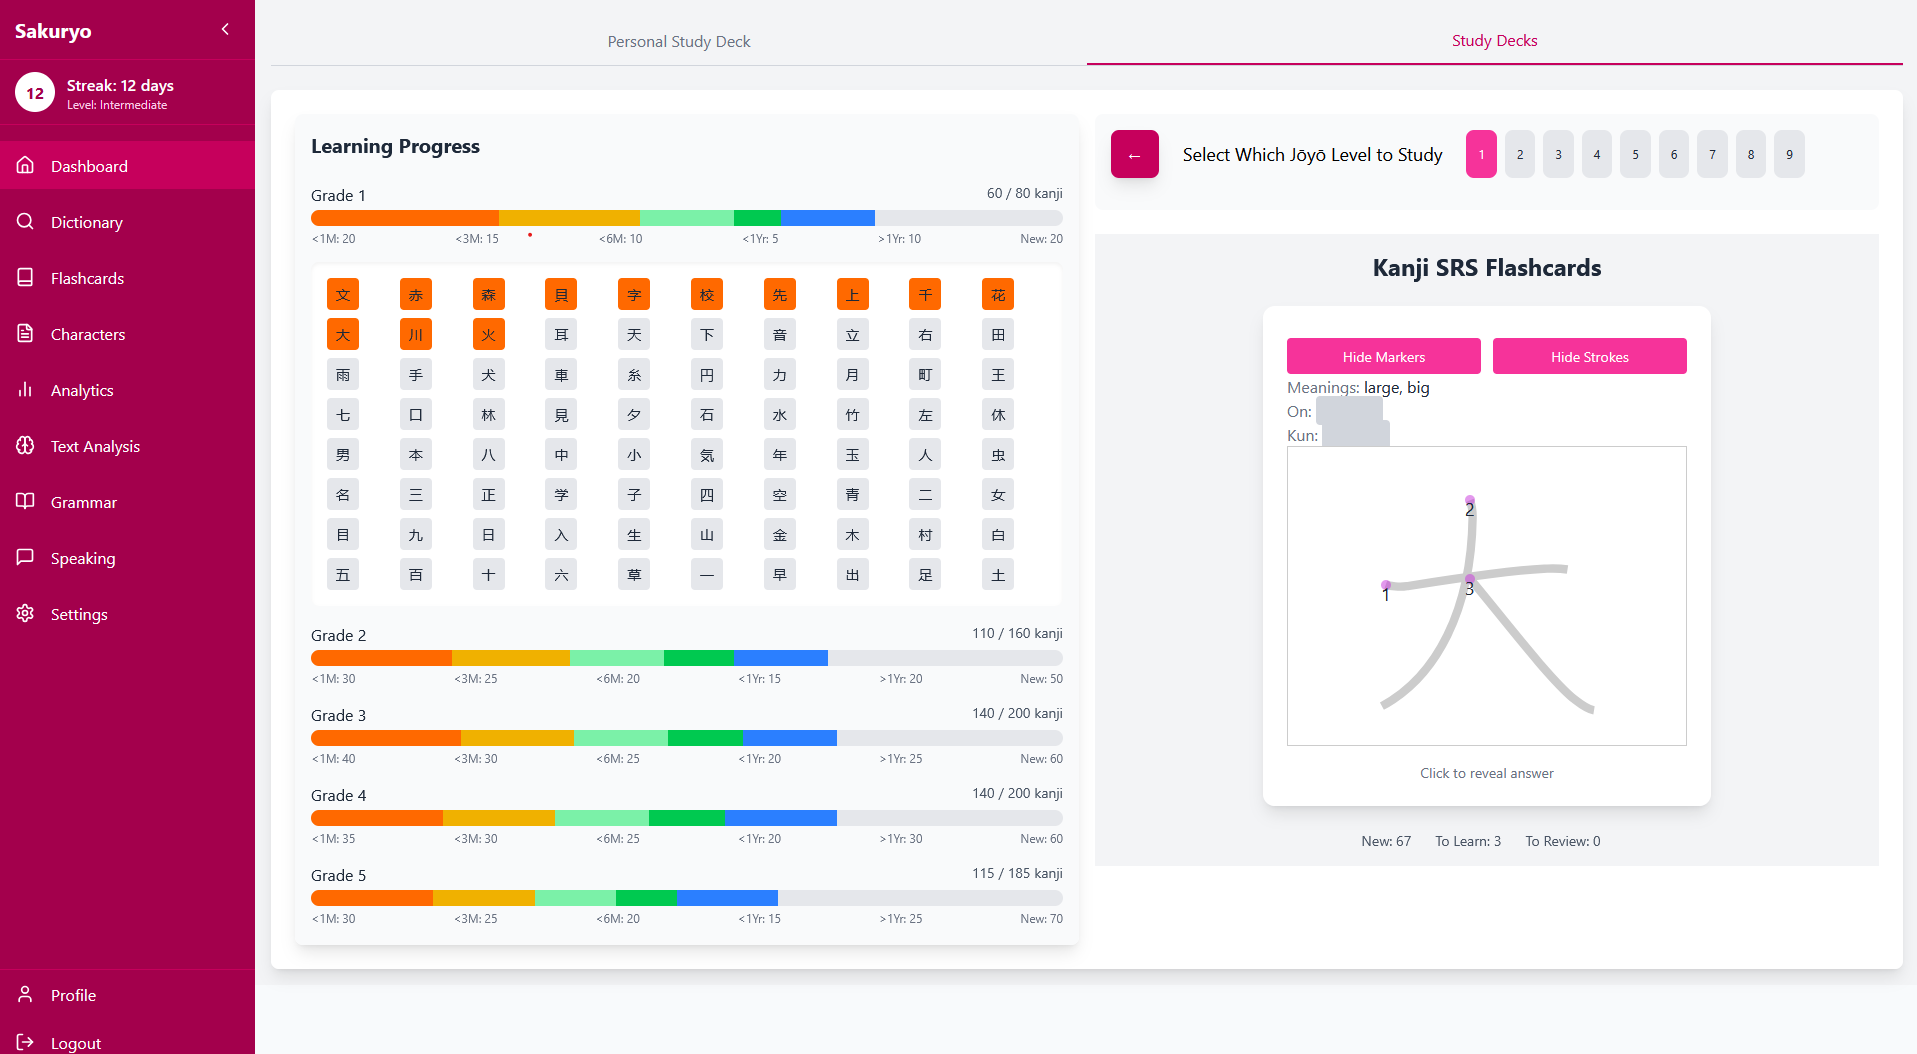 Sakuryo
12
Streak: 12 days
Level: Intermediate
Dashboard
Dictionary
Flashcards
Characters
Analytics
Text Analysis
Grammar
Speaking
Settings
Profile
Logout
Personal Study Deck
Study Decks
Learning Progress
Grade 1
60 / 80 kanji
<1M: 20 <3M: 15 <6M: 10 <1Yr: 5 >1Yr: 10 New: 20
文 赤 森 貝 字 校 先 上 千 花
大 川 火 耳 天 下 音 立 右 田
雨 手 犬 車 糸 円 力 月 町 王
七 口 林 見 夕 石 水 竹 左 休
男 本 八 中 小 気 年 玉 人 虫
名 三 正 学 子 四 空 青 二 女
目 九 日 入 生 山 金 木 村 白
五 百 十 六 草 一 早 出 足 土
Grade 2
110 / 160 kanji
<1M: 30 <3M: 25 <6M: 20 <1Yr: 15 >1Yr: 20 New: 50
Grade 3
140 / 200 kanji
<1M: 40 <3M: 30 <6M: 25 <1Yr: 20 >1Yr: 25 New: 60
Grade 4
140 / 200 kanji
<1M: 35 <3M: 30 <6M: 25 <1Yr: 20 >1Yr: 30 New: 60
Grade 5
115 / 185 kanji
<1M: 30 <3M: 25 <6M: 20 <1Yr: 15 >1Yr: 25 New: 70
← Select Which Jōyō Level to Study 1 2 3 4 5 6 7 8 9
Kanji SRS Flashcards
Hide Markers
Hide Strokes
Meanings: large, big
On:
Kun:
大
2
1
3
Click to reveal answer
New: 67 To Learn: 3 To Review: 0